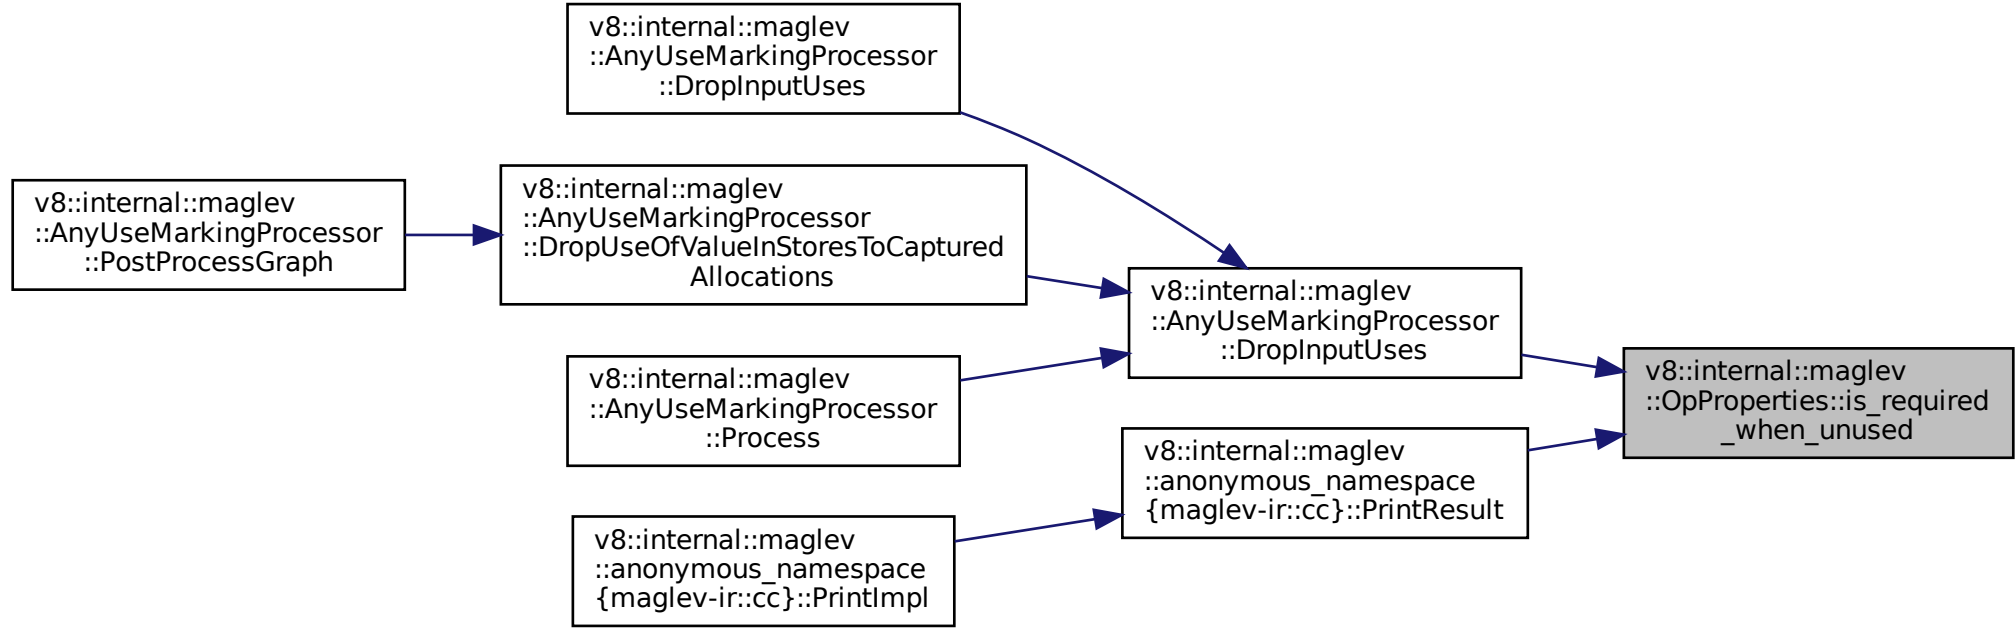 v8::internal::maglev
::AnyUseMarkingProcessor
::DropInputUses
v8::internal::maglev
::AnyUseMarkingProcessor
::PostProcessGraph
v8::internal::maglev
::AnyUseMarkingProcessor
::DropUseOfValueInStoresToCaptured
Allocations
v8::internal::maglev
::AnyUseMarkingProcessor
::DropInputUses
v8::internal::maglev
::OpProperties::is_required
_when_unused
v8::internal::maglev
::AnyUseMarkingProcessor
::Process
v8::internal::maglev
::anonymous_namespace
{maglev-ir::cc}::PrintResult
v8::internal::maglev
::anonymous_namespace
{maglev-ir::cc}::PrintImpl